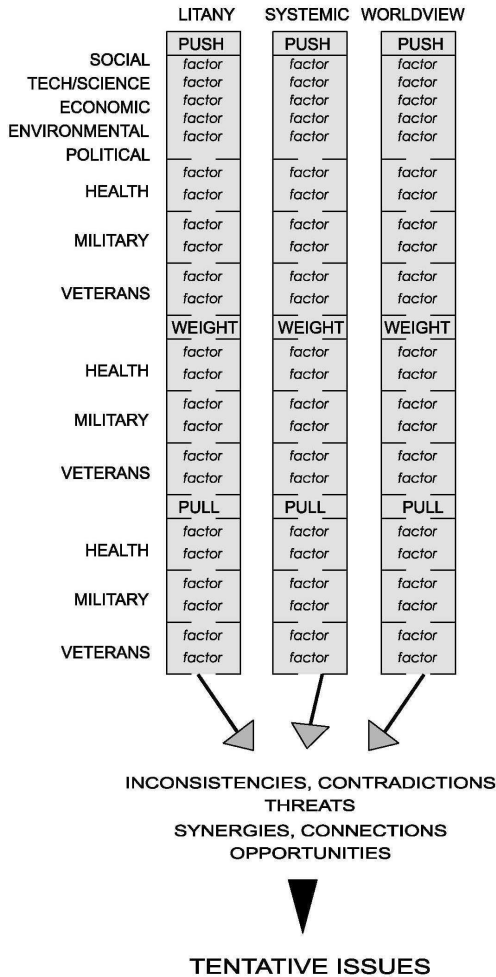 LITANY SYSTEMIC WORLDVIEW
PUSH PUSH PUSH
SOCIAL factor factor factor
TECH/SCIENCE factor factor factor
ECONOMIC factor factor factor
ENVIRONMENTAL factor factor factor
POLITICAL factor factor factor
factor factor factor
HEALTH factor factor factor
factor factor factor
MILITARY factor factor factor
factor factor factor
VETERANS factor factor factor
WEIGHT WEIGHT WEIGHT
factor factor factor
HEALTH factor factor factor
factor factor factor
MILITARY factor factor factor
factor factor factor
VETERANS factor factor factor
PULL PULL PULL
factor factor factor
HEALTH factor factor factor
factor factor factor
MILITARY factor factor factor
factor factor factor
VETERANS factor factor factor
INCONSISTENCIES, CONTRADICTIONS
THREATS
SYNERGIES, CONNECTIONS
OPPORTUNITIES
TENTATIVE ISSUES